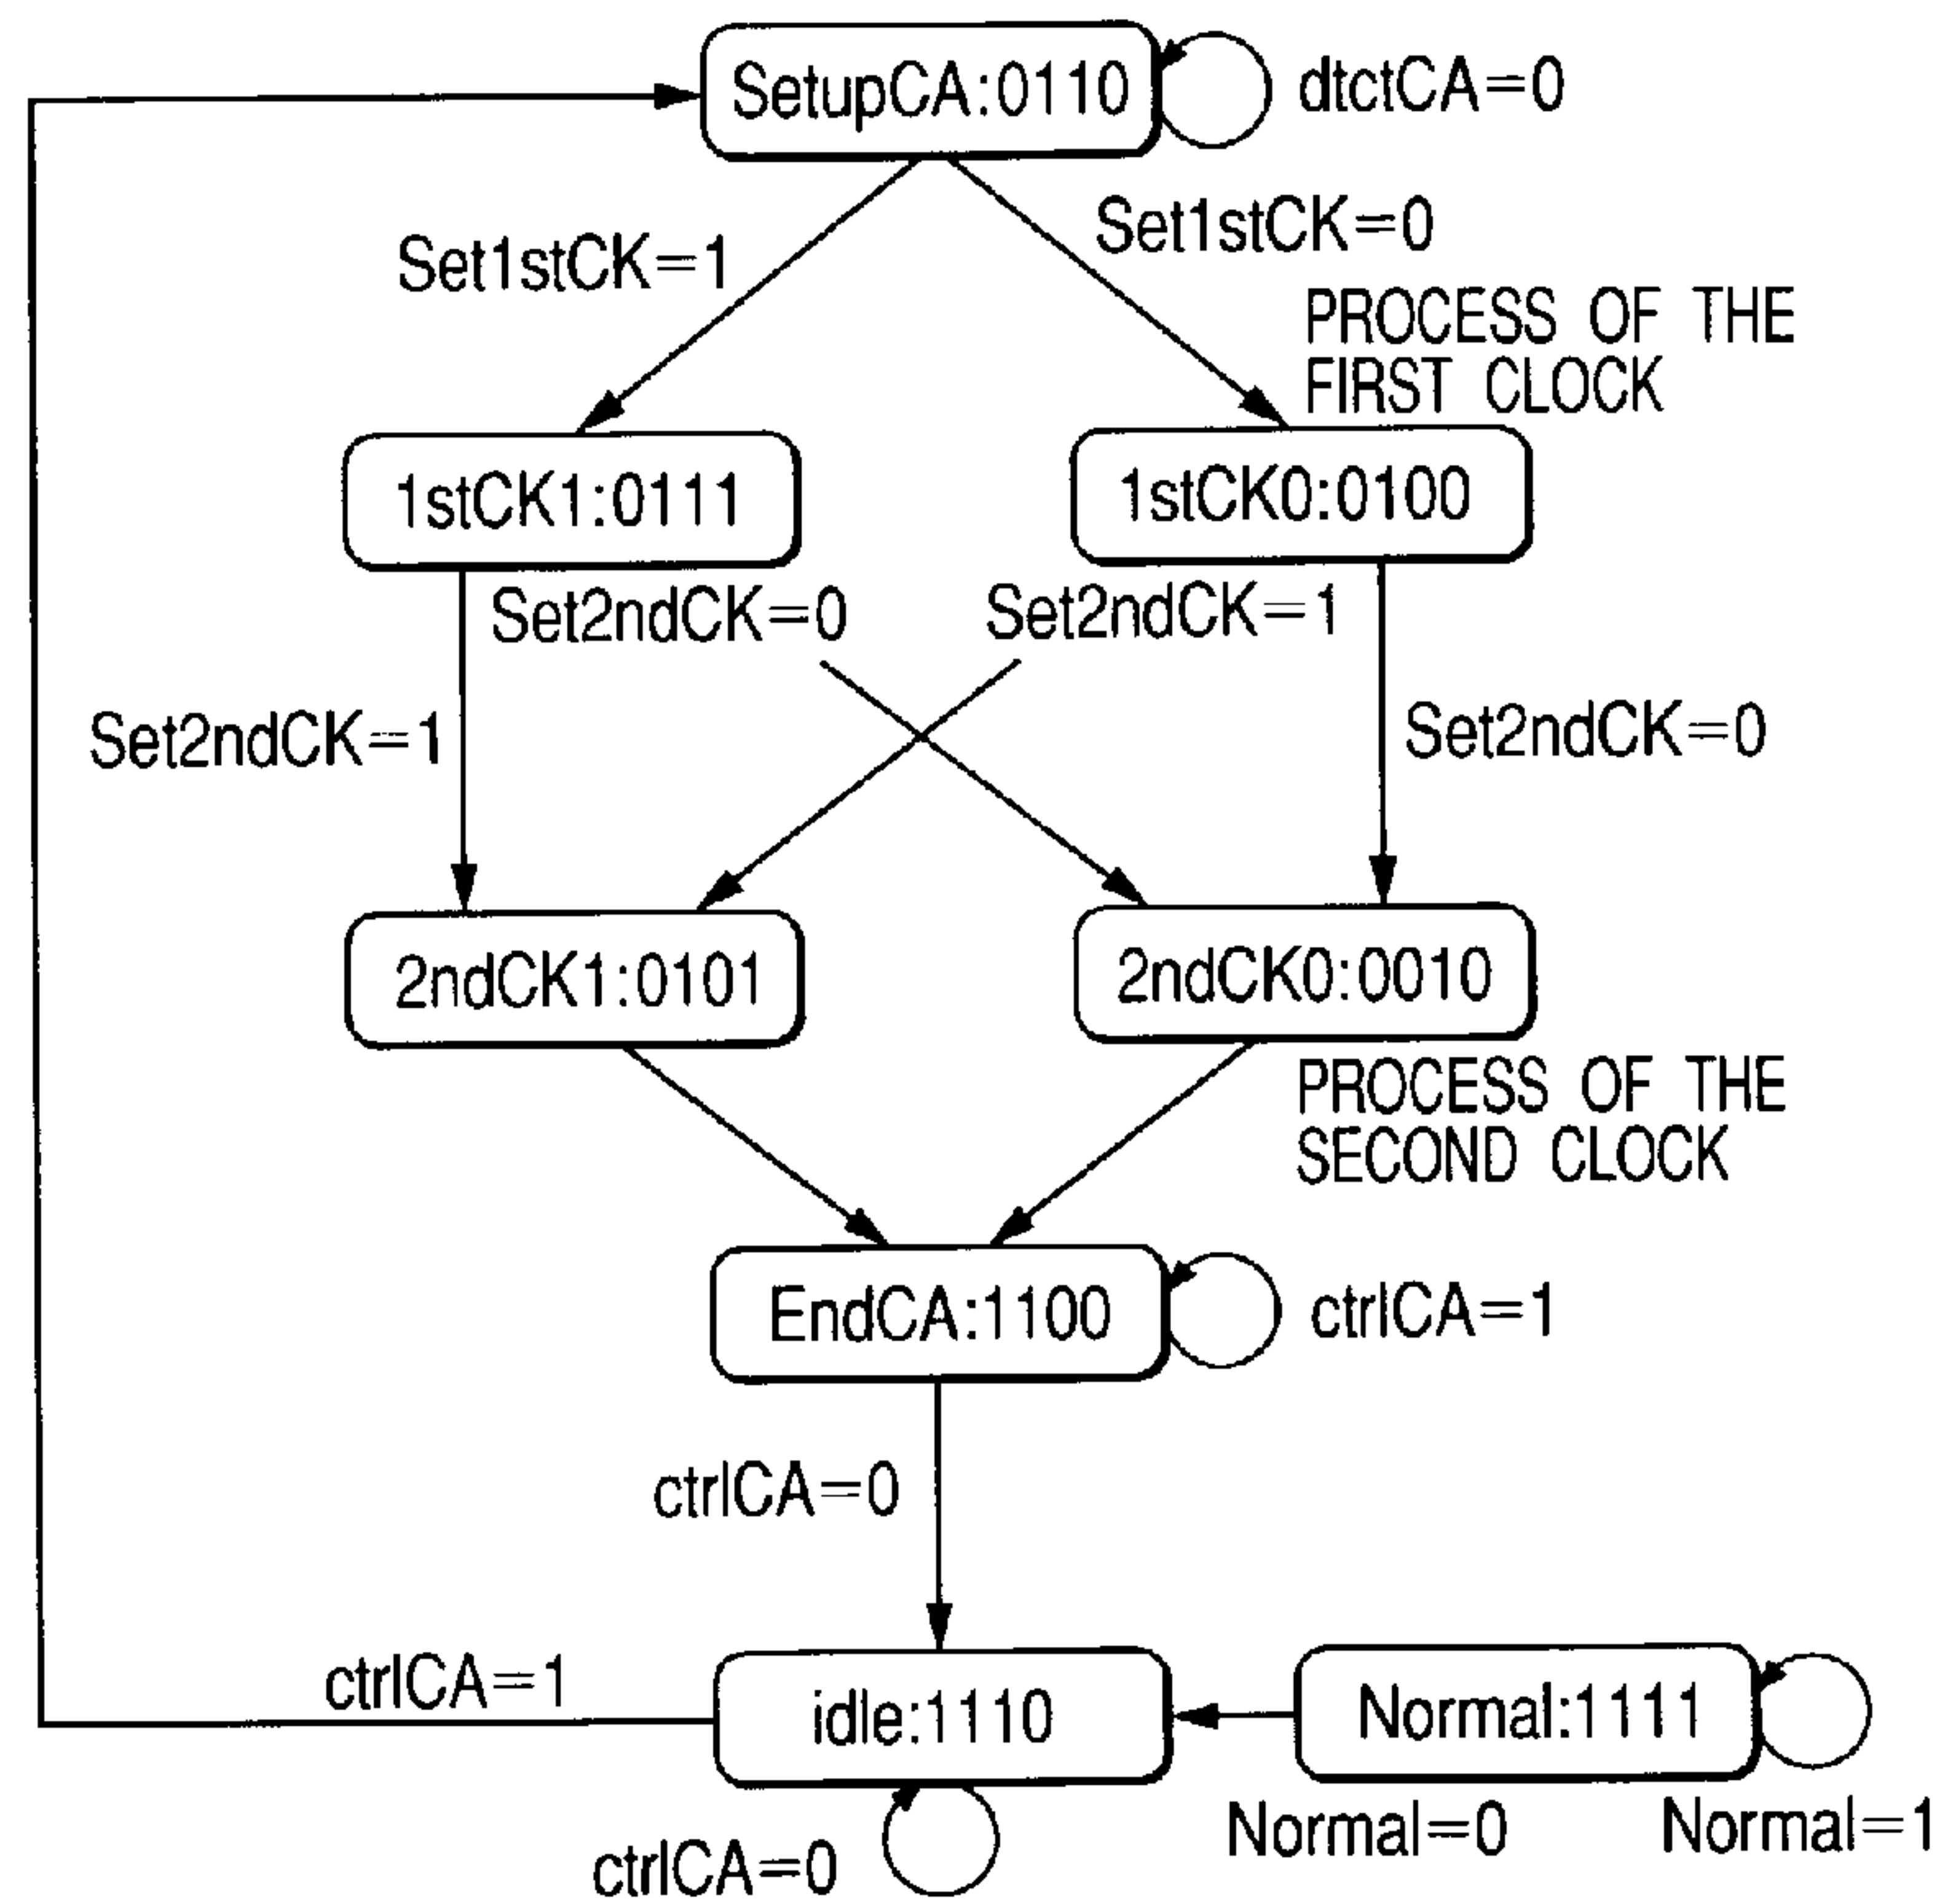 SetupCA:0110
dtctCA=0
Set1stCK=1
Set1stCK=0
PROCESS OF THE
FIRST CLOCK
1stCK1:0111
1stCK0:0100
Set2ndCK=0
Set2ndCK=1
Set2ndCK=1
Set2ndCK=0
2ndCK1:0101
2ndCK0:0010
PROCESS OF THE
SECOND CLOCK
EndCA:1100
ctrlCA=1
ctrlCA=0
ctrlCA=1
idle:1110
Normal:1111
ctrlCA=0
Normal=0
Normal=1